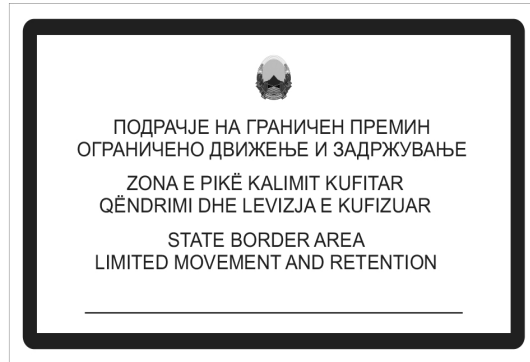 ПОДРАЧЈЕ НА ГРАНИЧЕН ПРЕМИН
ОГРАНИЧЕНО ДВИЖЕЊЕ И ЗАДРЖУВАЊЕ
ZONA E PIKË KALIMIT KUFITAR
QËNDRIMI DHE LEVIZJA E KUFIZUAR
STATE BORDER AREA
LIMITED MOVEMENT AND RETENTION